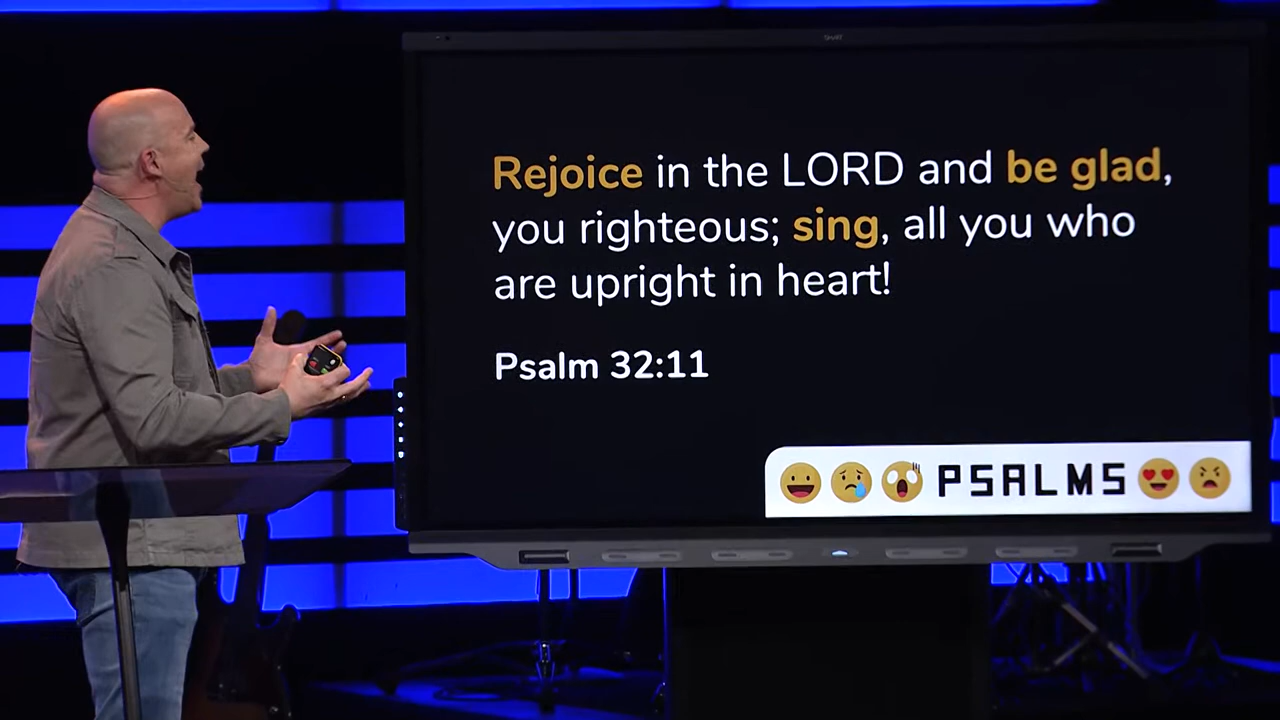 SMART
Rejoice in the LORD and be glad,
you righteous; sing, all you who
are upright in heart!
Psalm 32:11
PSALMS